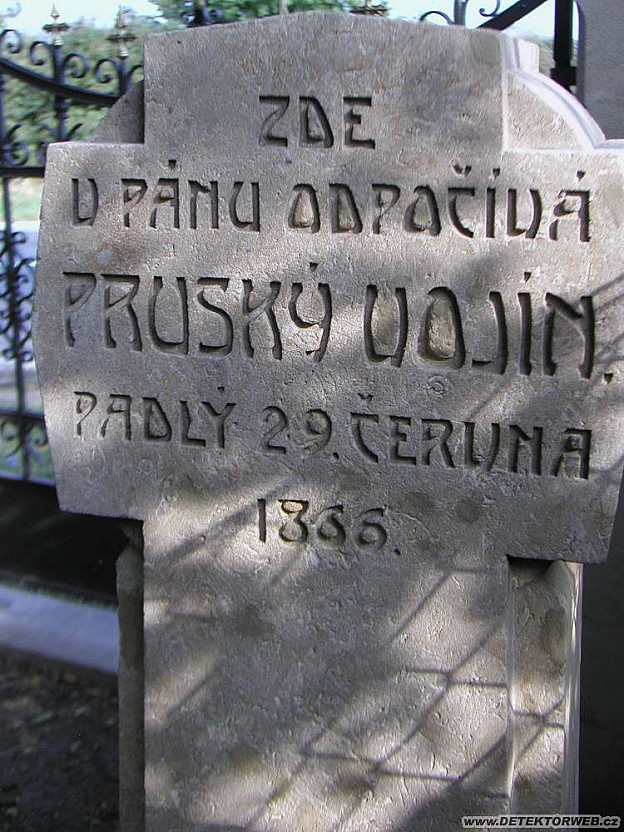 ZDE
V PÁNU ODPOČÍVÁ
PRUSKÝ VOJÍN.
PADLÝ 29. ČERVNA
1866.
www.DETEKTORWEB.cz